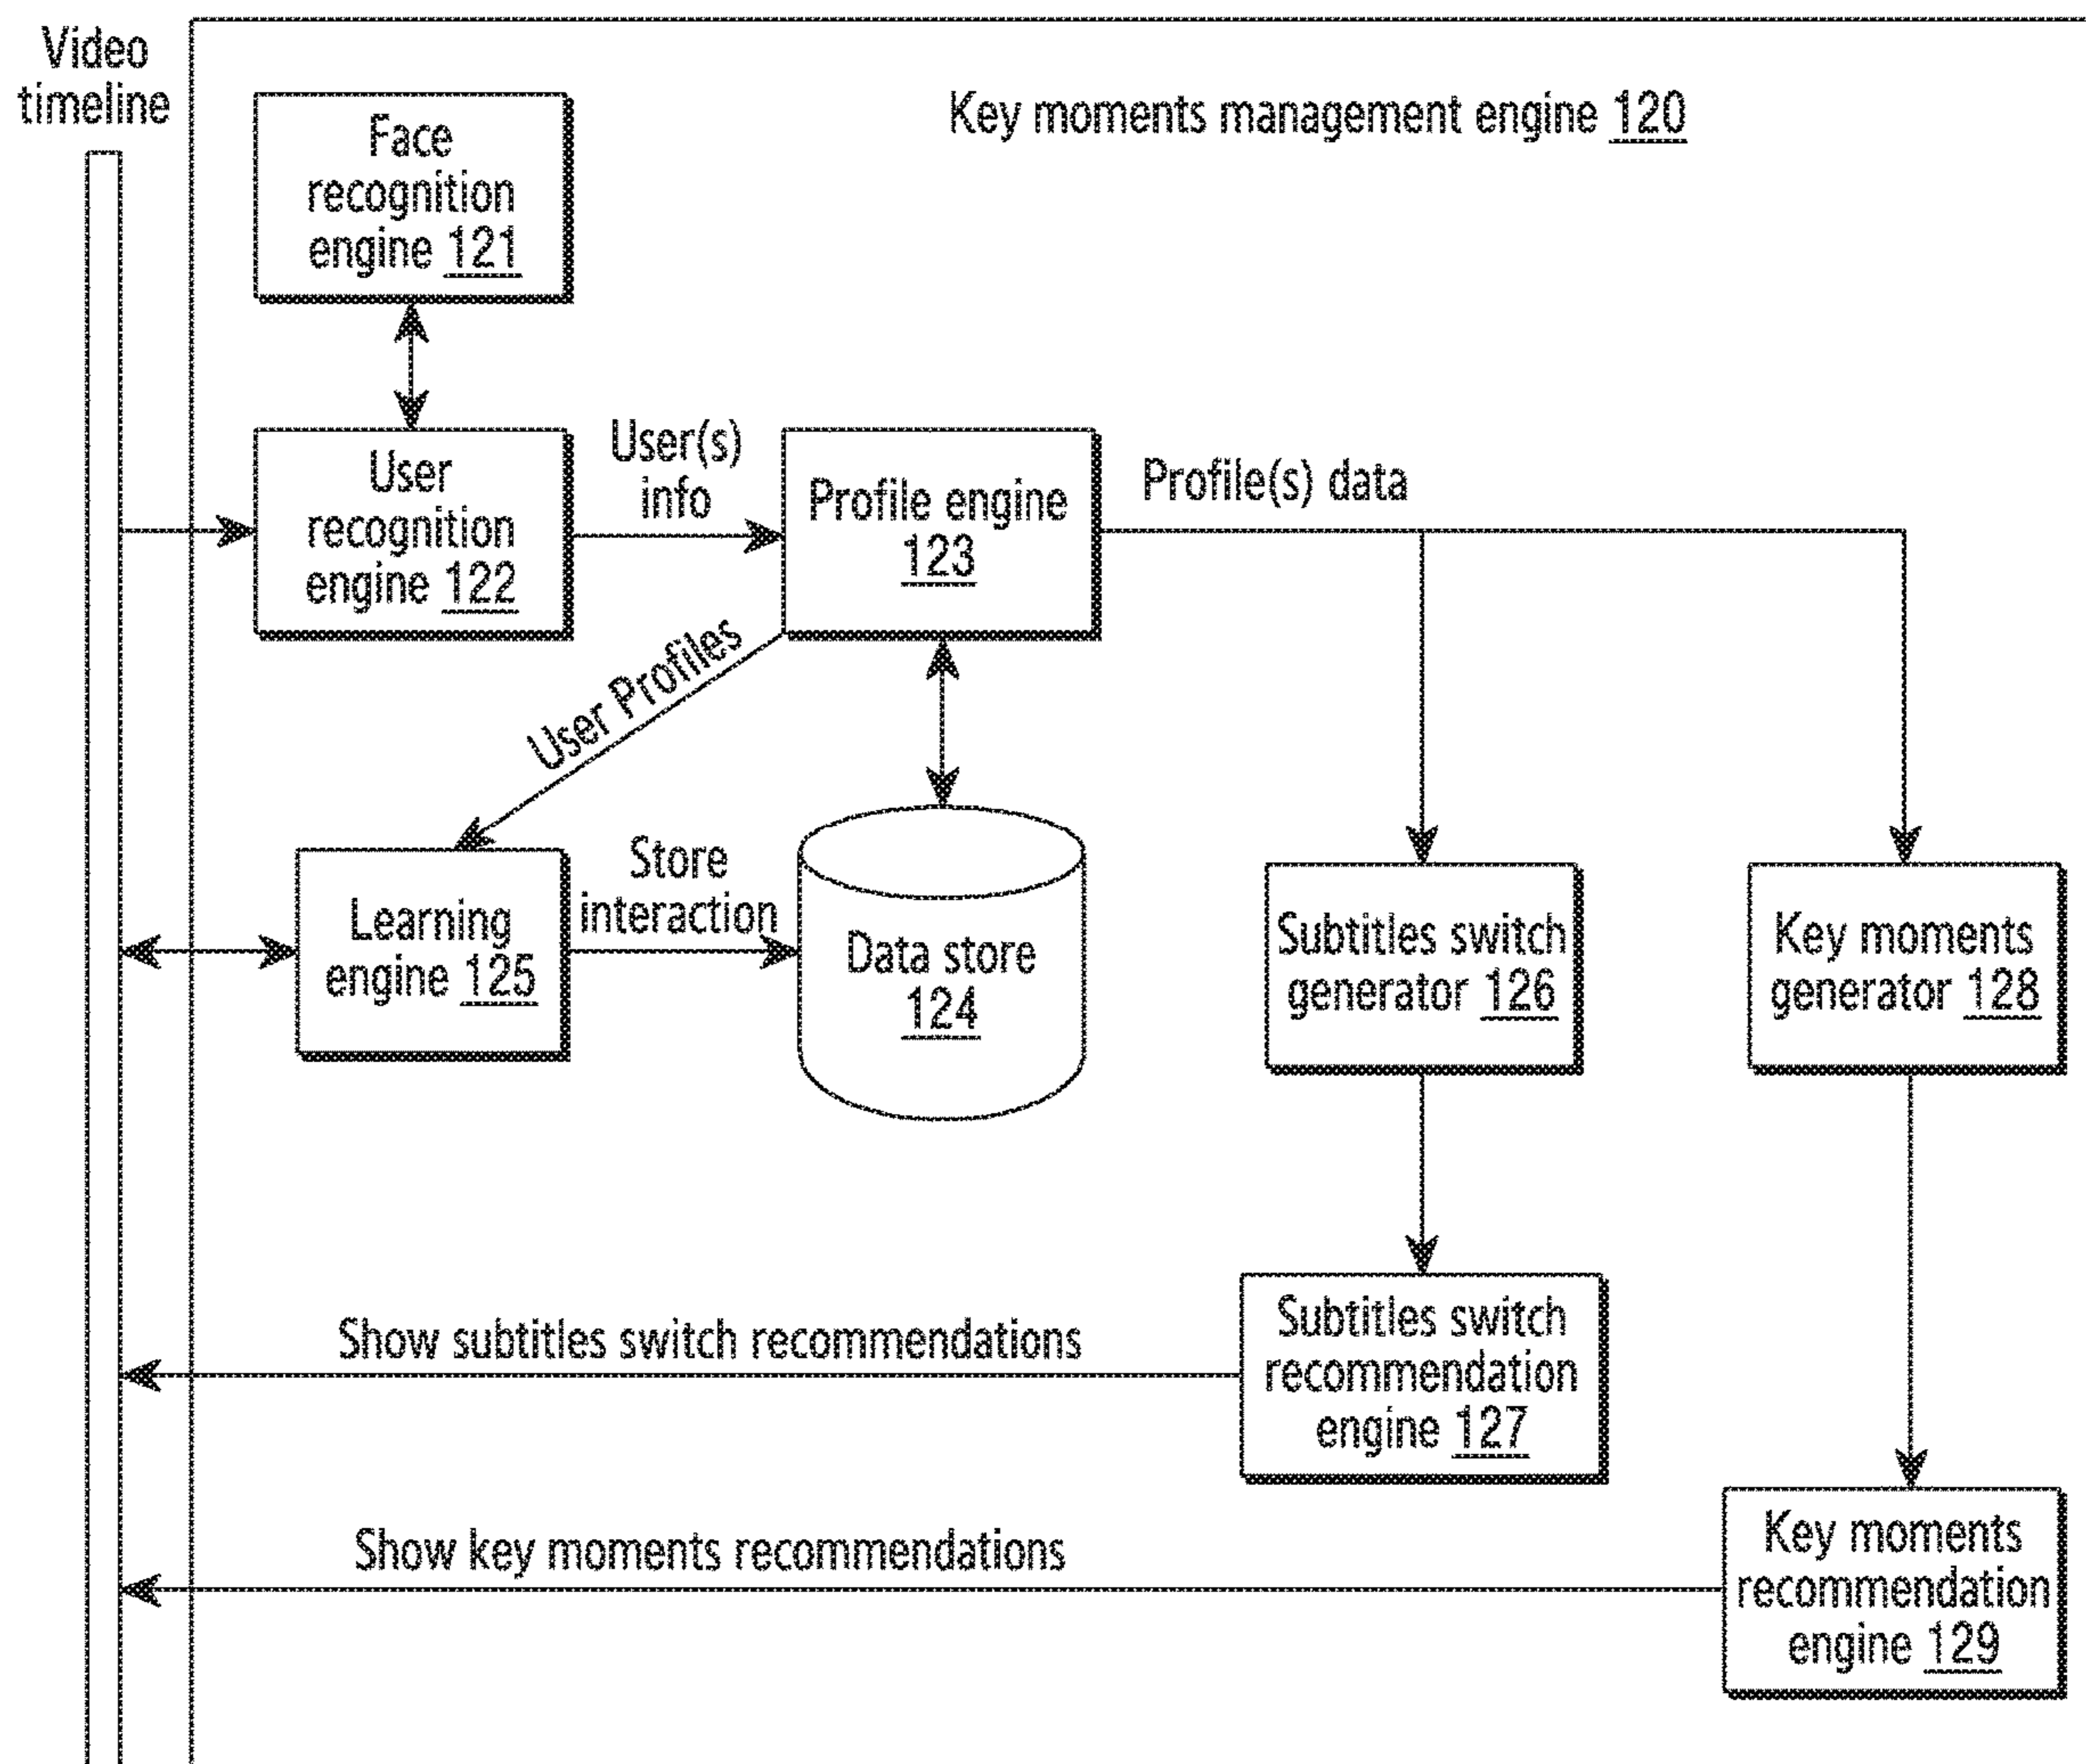 Video
timeline
Key moments management engine 120
Face
recognition
engine 121
User
recognition
engine 122
User(s)
info
Profile engine
123
Profile(s) data
User Profiles
Learning
engine 125
Store
interaction
Data store
124
Subtitles switch
generator 126
Key moments
generator 128
Subtitles switch
recommendation
engine 127
Show subtitles switch recommendations
Key moments
recommendation
engine 129
Show key moments recommendations